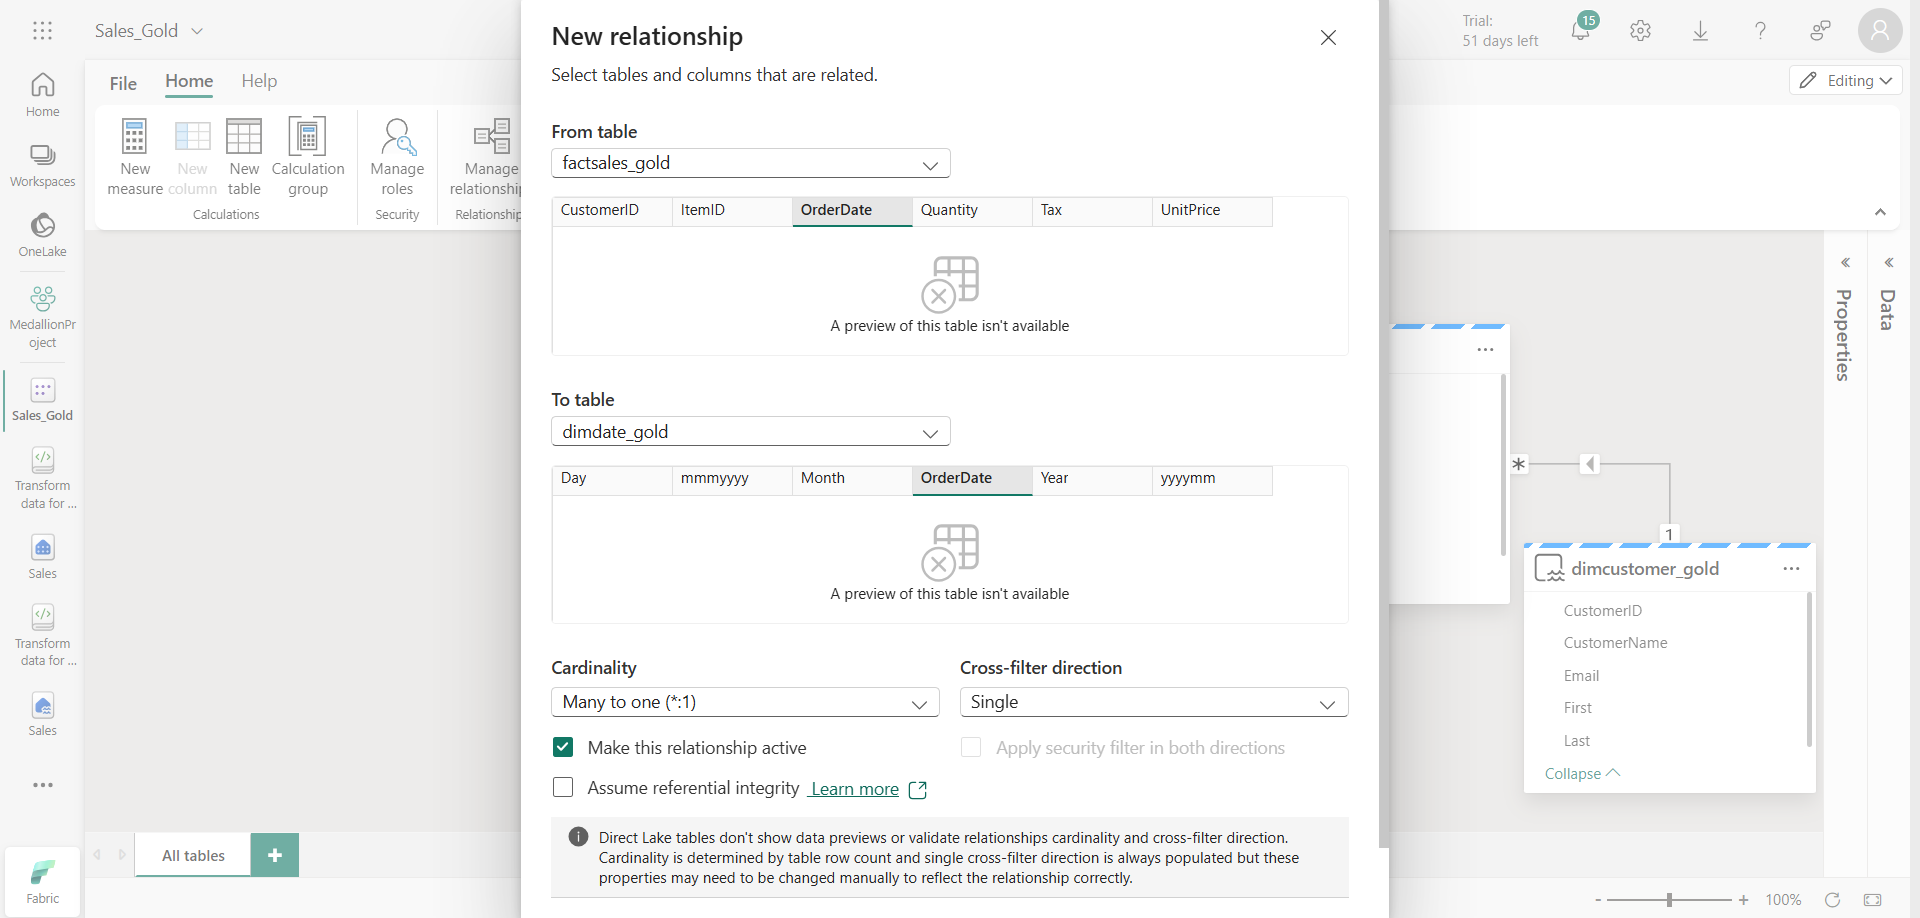 Sales_Gold
Trial:
51 days left
15
File
Home
Help
Editing
New measure
New column
New table
Calculation group
Calculations
Manage roles
Security
Manage
relationship
Relationship
Home
Workspaces
OneLake
MedallionPr
oject
Sales_Gold
Transform
data for ...
Sales
Transform
data for ...
Sales
Fabric
New relationship
Select tables and columns that are related.
From table
factsales_gold
CustomerID ItemID OrderDate Quantity Tax UnitPrice
A preview of this table isn't available
To table
dimdate_gold
Day mmmyyyy Month OrderDate Year yyyymm
A preview of this table isn't available
Cardinality
Many to one (*:1)
Cross-filter direction
Single
Make this relationship active
Apply security filter in both directions
Assume referential integrity Learn more
Direct Lake tables don't show data previews or validate relationships cardinality and cross-filter direction.
Cardinality is determined by table row count and single cross-filter direction is always populated but these
properties may need to be changed manually to reflect the relationship correctly.
Properties
Data
*
1
dimcustomer_gold
CustomerID
CustomerName
Email
First
Last
Collapse
All tables
+
- + 100%